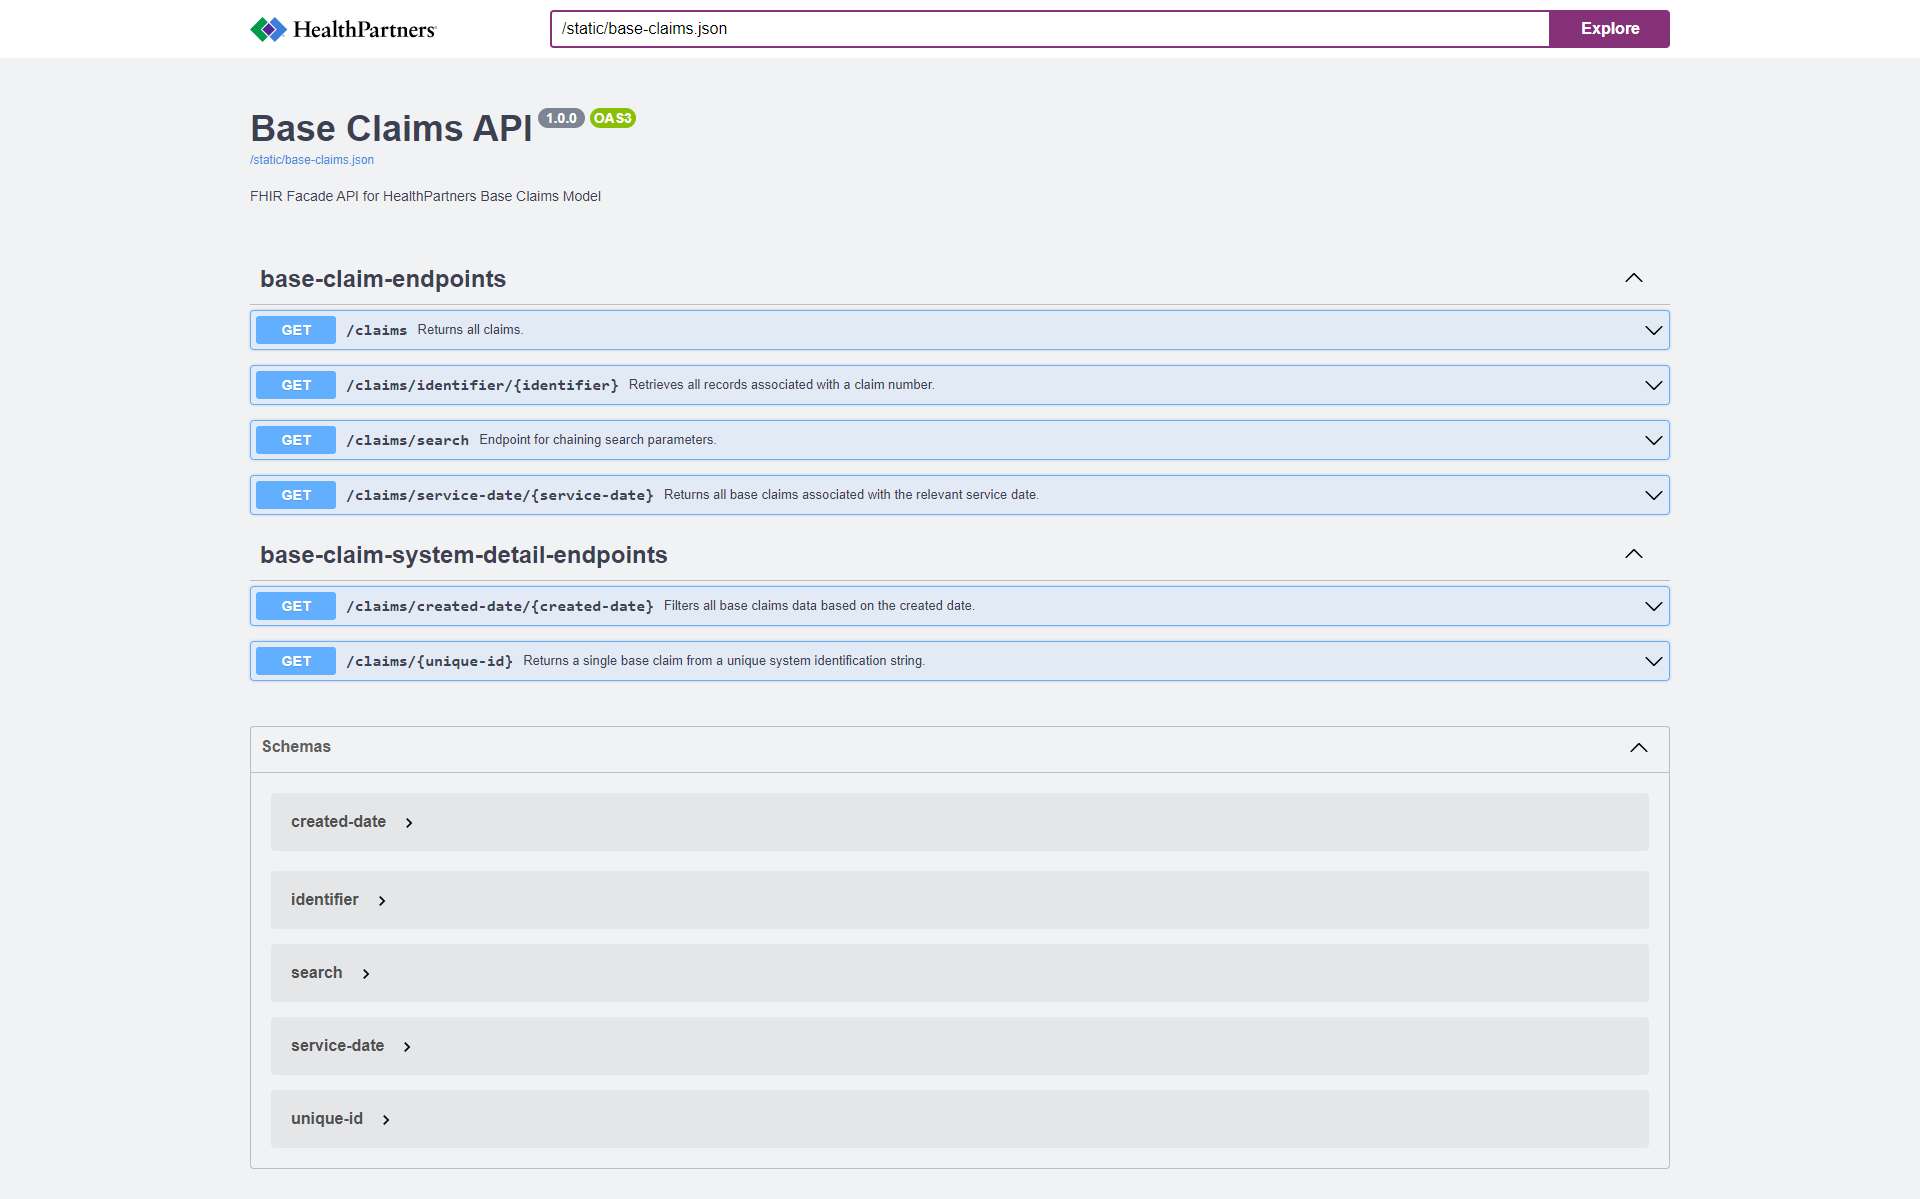 HealthPartners
/static/base-claims.json
Explore
Base Claims API 1.0.0 OAS3
/static/base-claims.json
FHIR Facade API for HealthPartners Base Claims Model
base-claim-endpoints
GET /claims Returns all claims.
GET /claims/identifier/{identifier} Retrieves all records associated with a claim number.
GET /claims/search Endpoint for chaining search parameters.
GET /claims/service-date/{service-date} Returns all base claims associated with the relevant service date.
base-claim-system-detail-endpoints
GET /claims/created-date/{created-date} Filters all base claims data based on the created date.
GET /claims/{unique-id} Returns a single base claim from a unique system identification string.
Schemas
created-date
identifier
search
service-date
unique-id